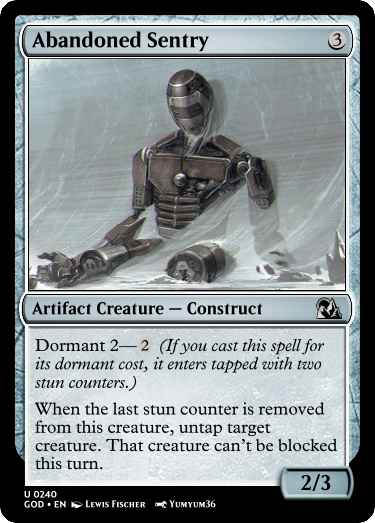 Abandoned Sentry 3
Artifact Creature — Construct
Dormant 2—2 (If you cast this spell for
its dormant cost, it enters tapped with two
stun counters.)
When the last stun counter is removed
from this creature, untap target
creature. That creature can't be blocked
this turn.
2/3
U 0240
GOD • EN Lewis Fischer Yumyum36